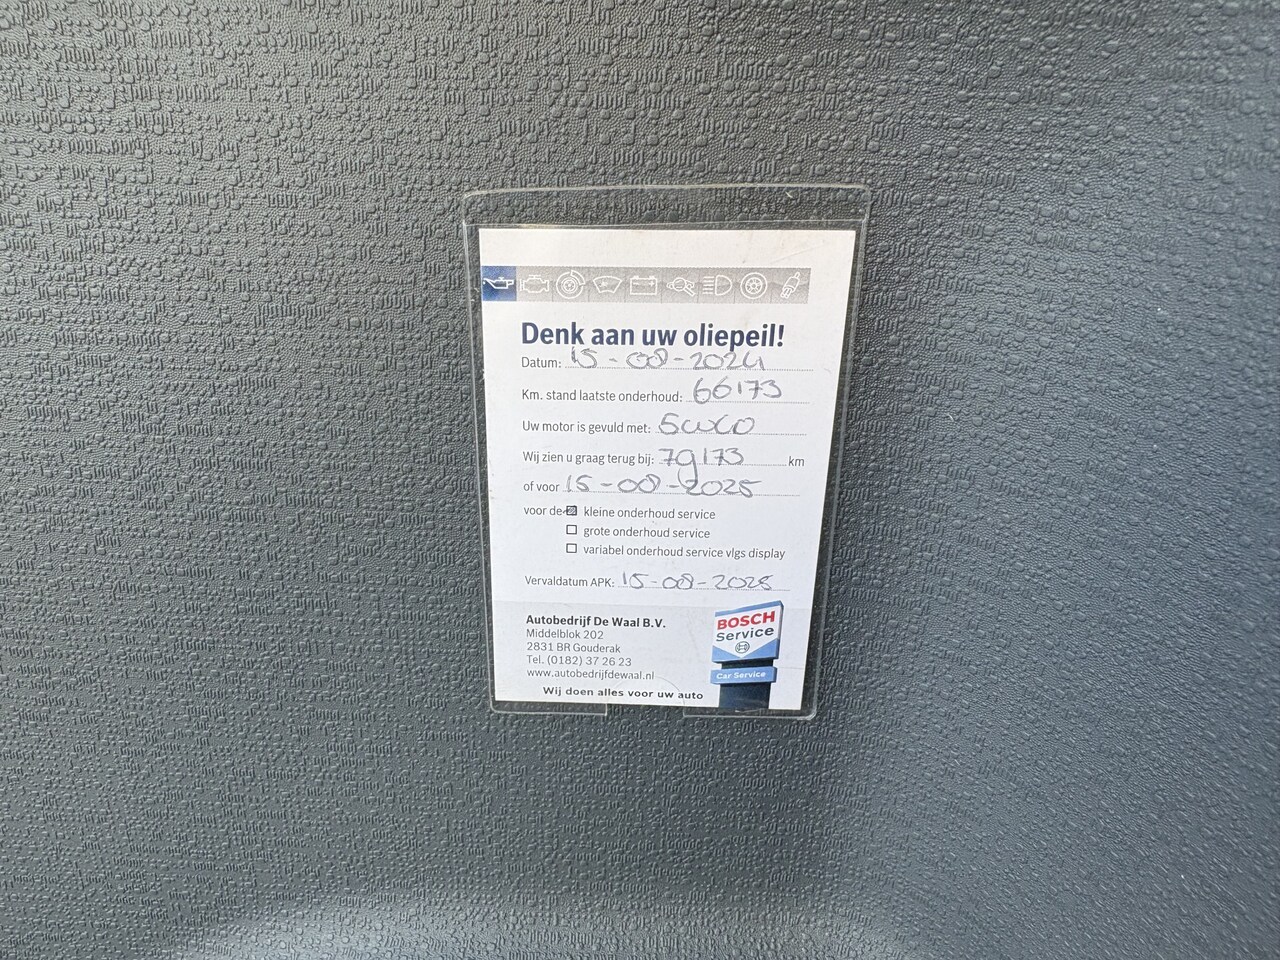 Denk aan uw oliepeil!
Datum: 15-08-2024
Km. stand laatste onderhoud: 66173
Uw motor is gevuld met:
Wij zien u graag terug bij: 79173 km
of voor 15-08-2025
voor de kleine onderhoud service
grote onderhoud service
variabel onderhoud service vlgs display
Vervaldatum APK: 15-08-2025
Autobedrijf De Waal B.V.
Middelblok 202
2831 BR Gouderak
Tel. (0182) 37 26 23
www.autobedrijfdewaal.nl
Wij doen alles voor uw auto
BOSCH
Service
Car Service